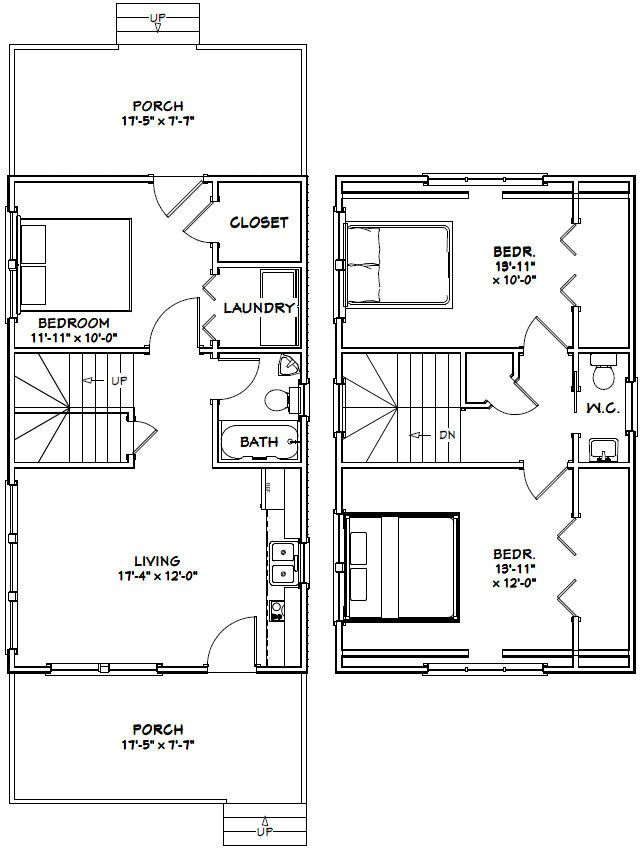 UP
PORCH
17'-5" x 7'-7"
CLOSET
BEDROOM
11'-11" x 10'-0"
LAUNDRY
UP
BATH
REF.
LIVING
17'-4" x 12'-0"
PORCH
17'-5" x 7'-7"
UP
BEDR.
13'-11"
x 10'-0"
W.C.
DN
BEDR.
13'-11"
x 12'-0"